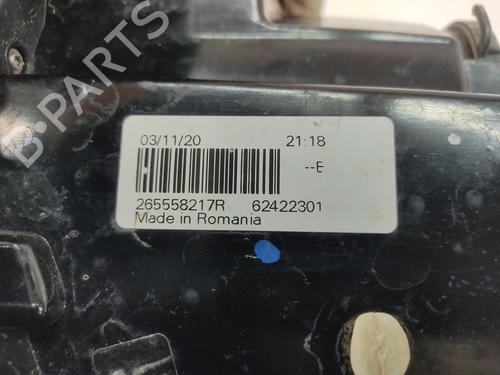 03/11/20 21:18
--E
265558217R 62422301
Made in Romania
B-Parts